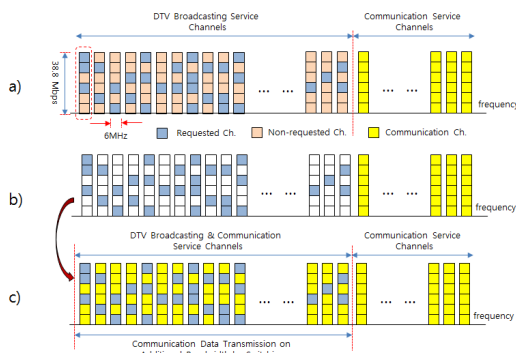 DTV Broadcasting Service
Channels
Communication Service
Channels
a)
38.8 Mbps
... ...
... ...
frequency
6MHz
Requested Ch.
Non-requested Ch.
Communication Ch.
b)
... ...
... ...
frequency
DTV Broadcasting & Communication
Service Channels
Communication Service
Channels
c)
... ...
... ...
frequency
Communication Data Transmission on